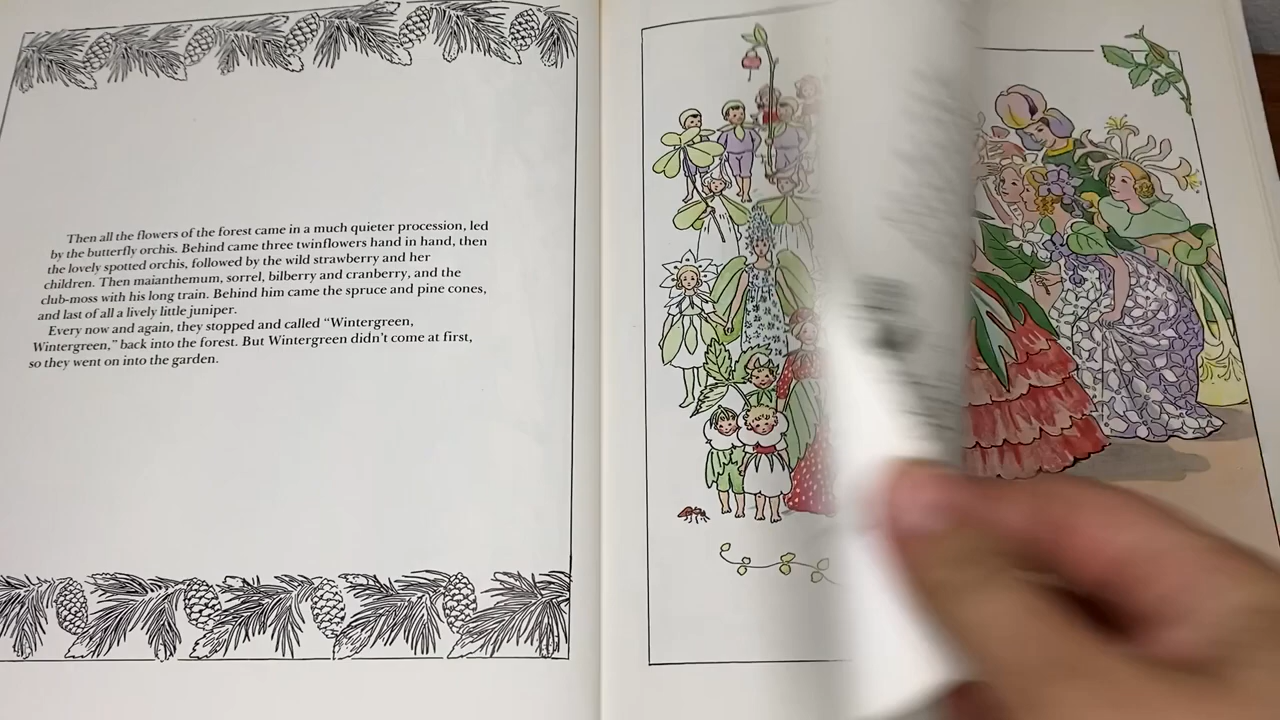 Then all the flowers of the forest came in a much quieter procession, led
by the butterfly orchis. Behind came three twinflowers hand in hand, then
the lovely spotted orchis, followed by the wild strawberry and her
children. Then maianthemum, sorrel, bilberry and cranberry, and the
club-moss with his long train. Behind him came the spruce and pine cones,
and last of all a lively little juniper.
Every now and again, they stopped and called “Wintergreen,
Wintergreen,” back into the forest. But Wintergreen didn’t come at first,
so they went on into the garden.